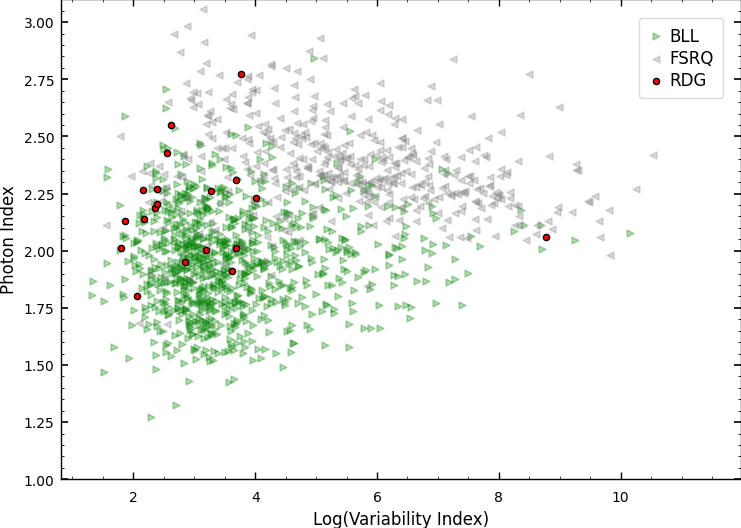 3.00
2.75
2.50
2.25
2.00
1.75
1.50
1.25
1.00
Photon Index
BLL
FSRQ
RDG
2 4 6 8 10
Log(Variability Index)